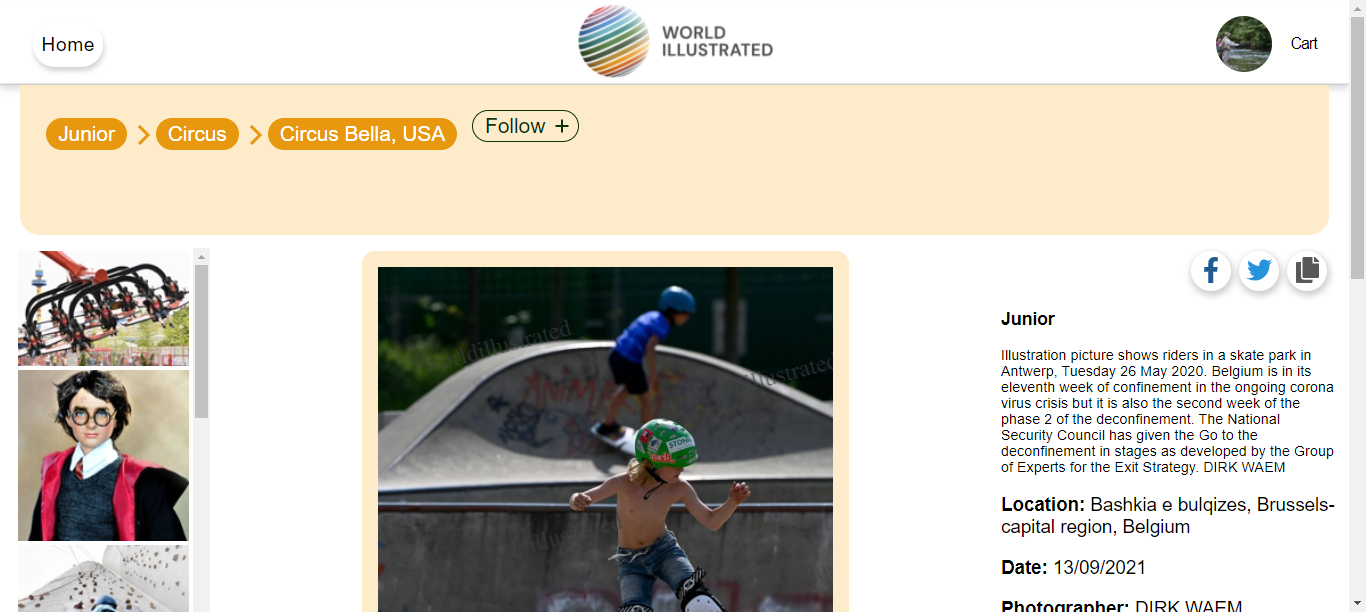 Home
WORLD
ILLUSTRATED
Cart
Junior
Circus
Circus Bella, USA
Follow +
worldillustrated
illustrated
STONE
Junior
Illustration picture shows riders in a skate park in
Antwerp, Tuesday 26 May 2020. Belgium is in its
eleventh week of confinement in the ongoing corona
virus crisis but it is also the second week of the
phase 2 of the deconfinement. The National
Security Council has given the Go to the
deconfinement in stages as developed by the Group
of Experts for the Exit Strategy. DIRK WAEM
Location: Bashkia e bulqizes, Brussels-
capital region, Belgium
Date: 13/09/2021
Photographer: DIRK WAEM